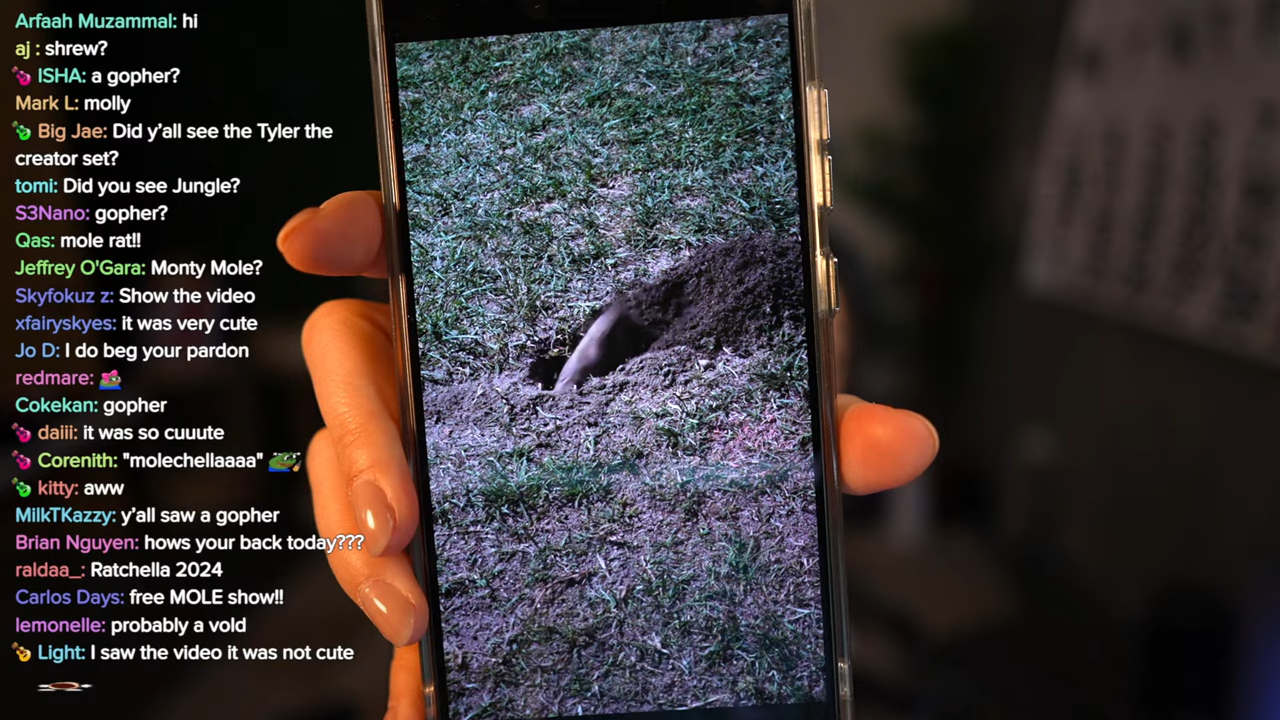 Arfaah Muzammal: hi
aj : shrew?
ISHA: a gopher?
Mark L: molly
Big Jae: Did y’all see the Tyler the
creator set?
tomi: Did you see Jungle?
S3Nano: gopher?
Qas: mole rat!!
Jeffrey O'Gara: Monty Mole?
Skyfokuz z: Show the video
xfairyskyes: it was very cute
Jo D: I do beg your pardon
redmare:
Cokekan: gopher
daiii: it was so cuuute
Corenith: "molechellaaaa"
kitty: aww
MilkTKazzy: y’all saw a gopher
Brian Nguyen: hows your back today???
raldaa_: Ratchella 2024
Carlos Days: free MOLE show!!
lemonelle: probably a vold
Light: I saw the video it was not cute